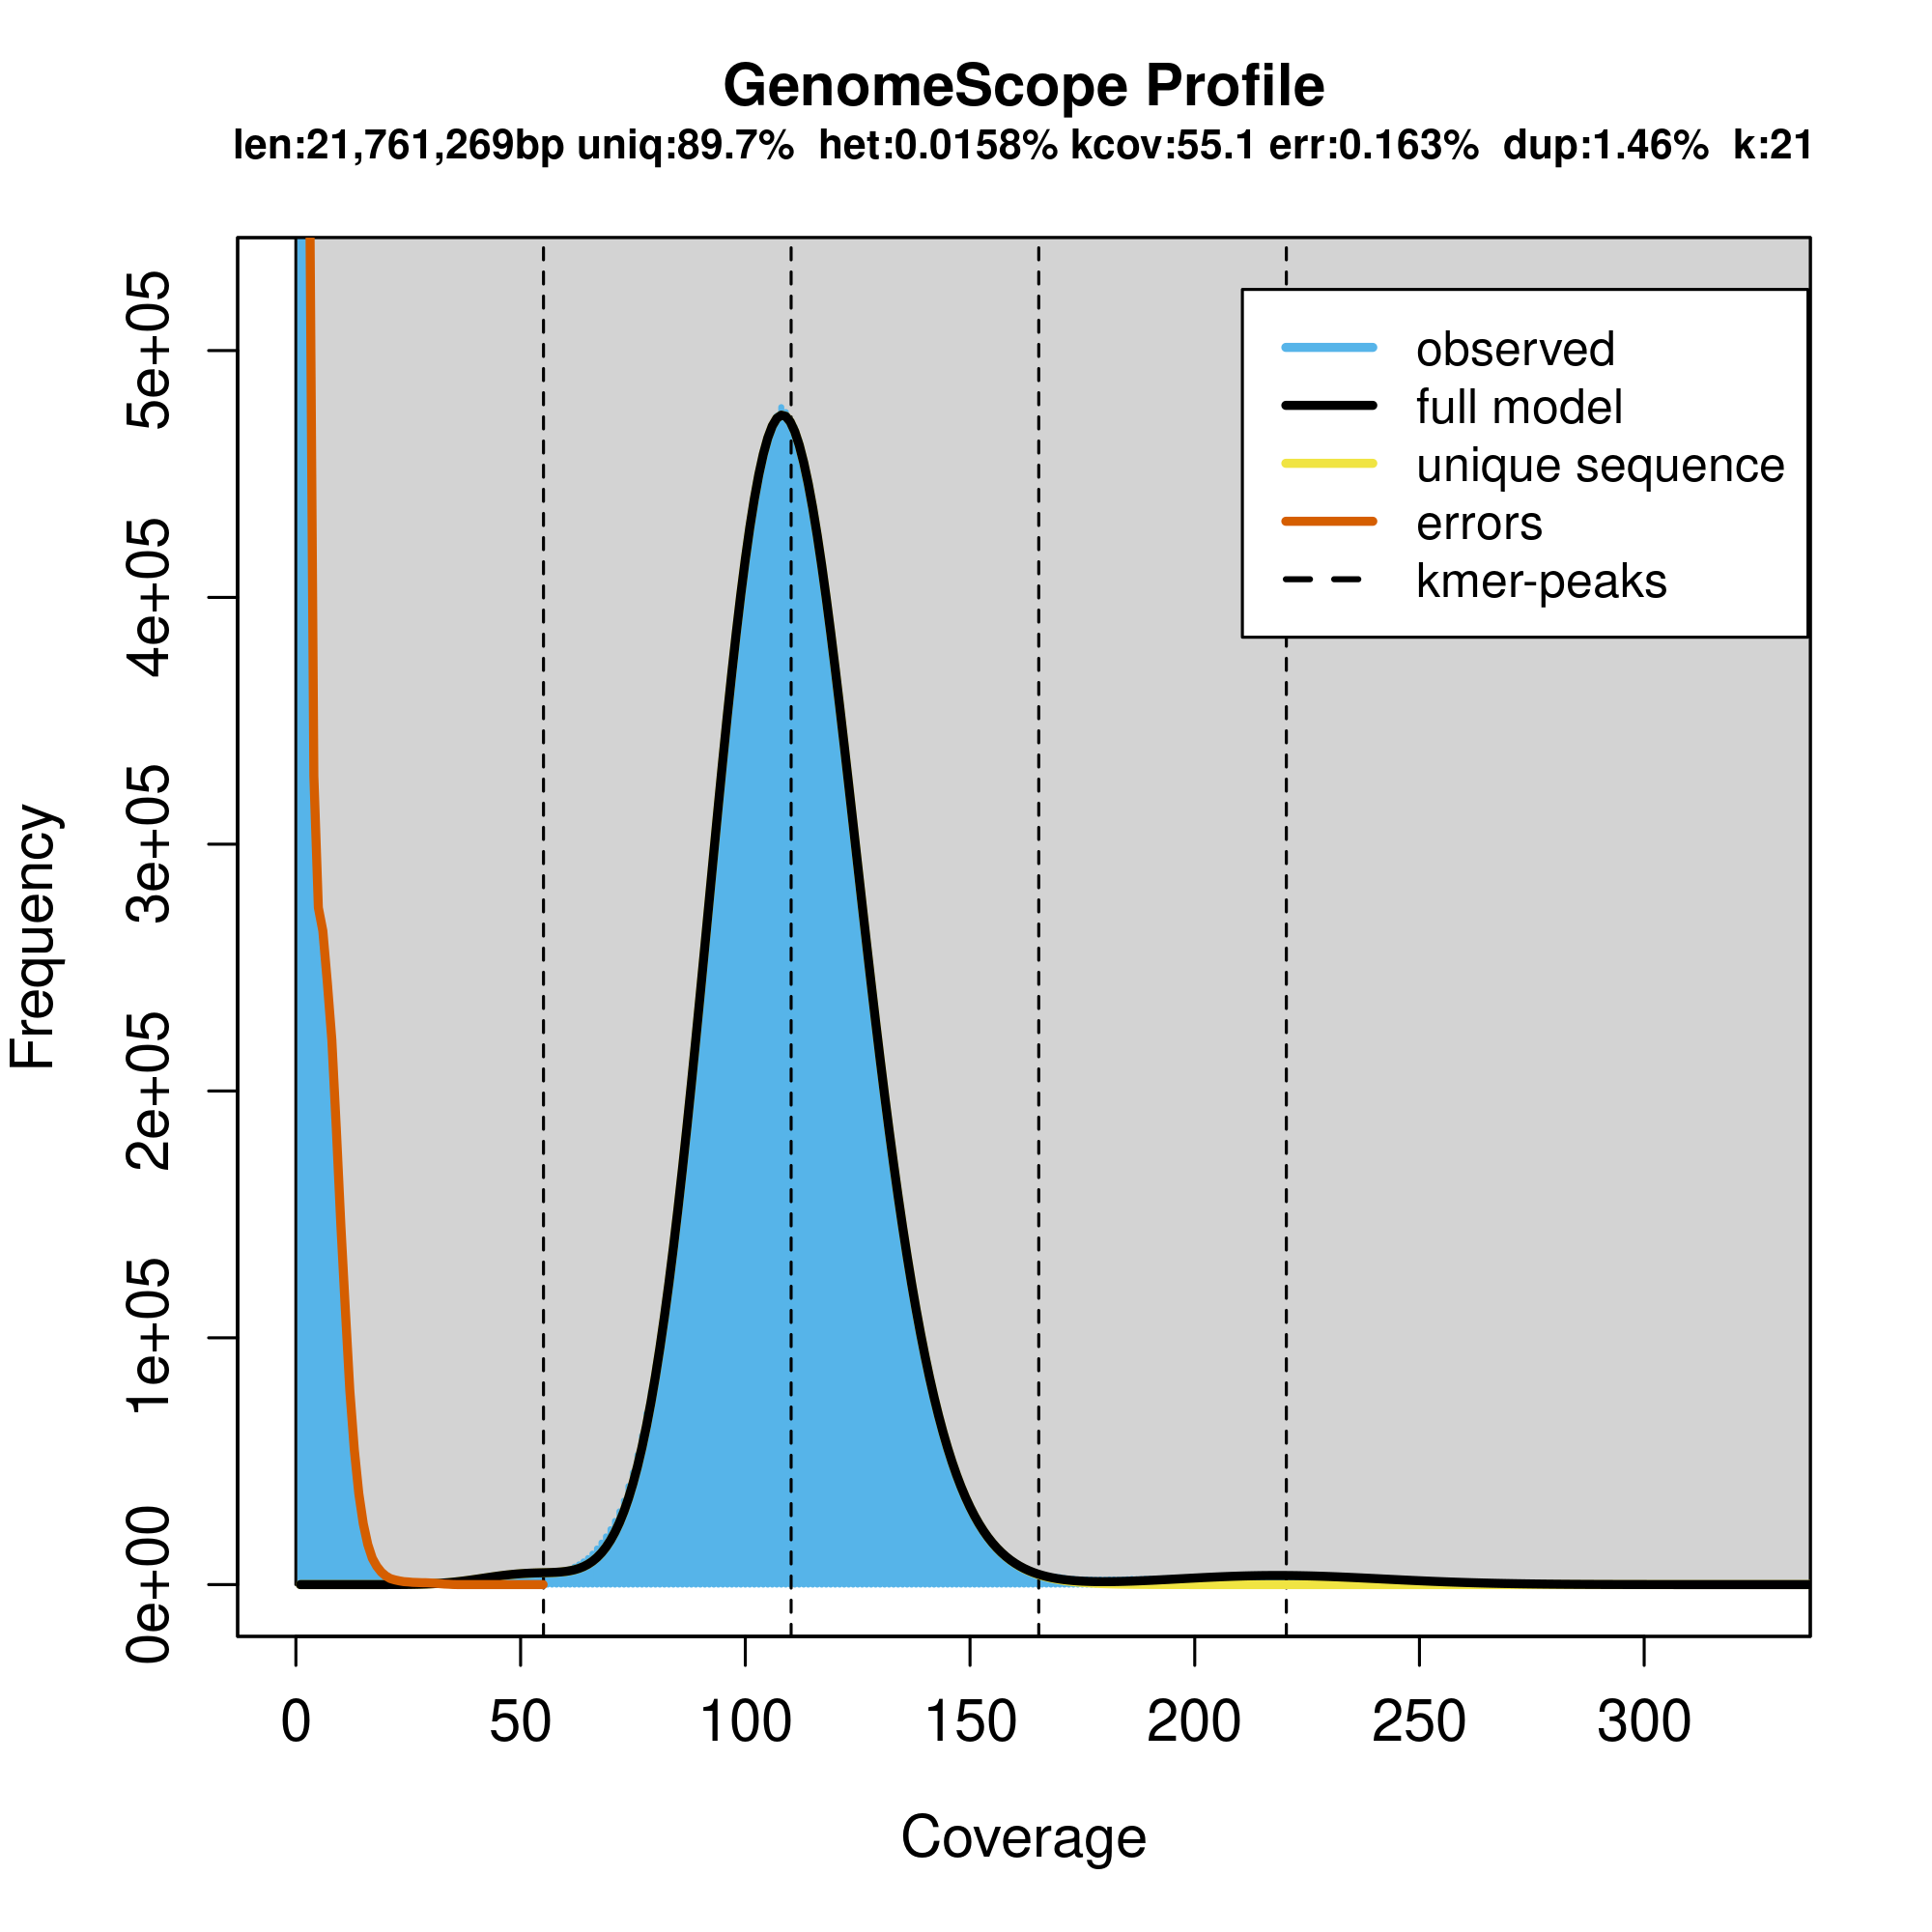 GenomeScope Profile
len:21,761,269bp uniq:89.7% het:0.0158% kcov:55.1 err:0.163% dup:1.46% k:21
observed
full model
unique sequence
errors
kmer-peaks
Frequency
5e+05
4e+05
3e+05
2e+05
1e+05
0e+00
0 50 100 150 200 250 300
Coverage